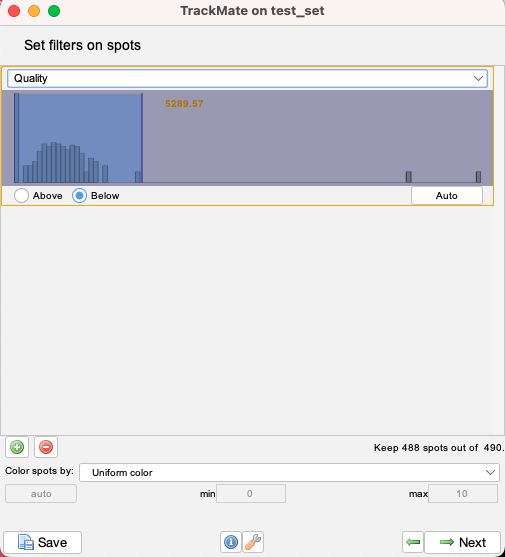 TrackMate on test_set
Set filters on spots
Quality
5289.57
Above Below Auto
Keep 488 spots out of 490.
Color spots by: Uniform color
auto min 0 max 10
Save Next